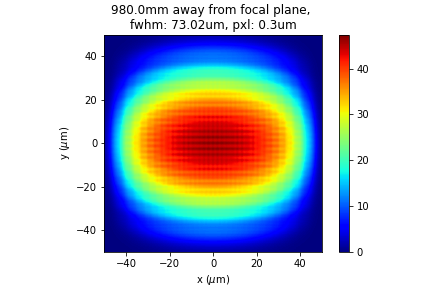 980.0mm away from focal plane,
fwhm: 73.02um, pxl: 0.3um
40
20
0
−20
−40
y (μm)
−40 −20 0 20 40
x (μm)
40
30
20
10
0